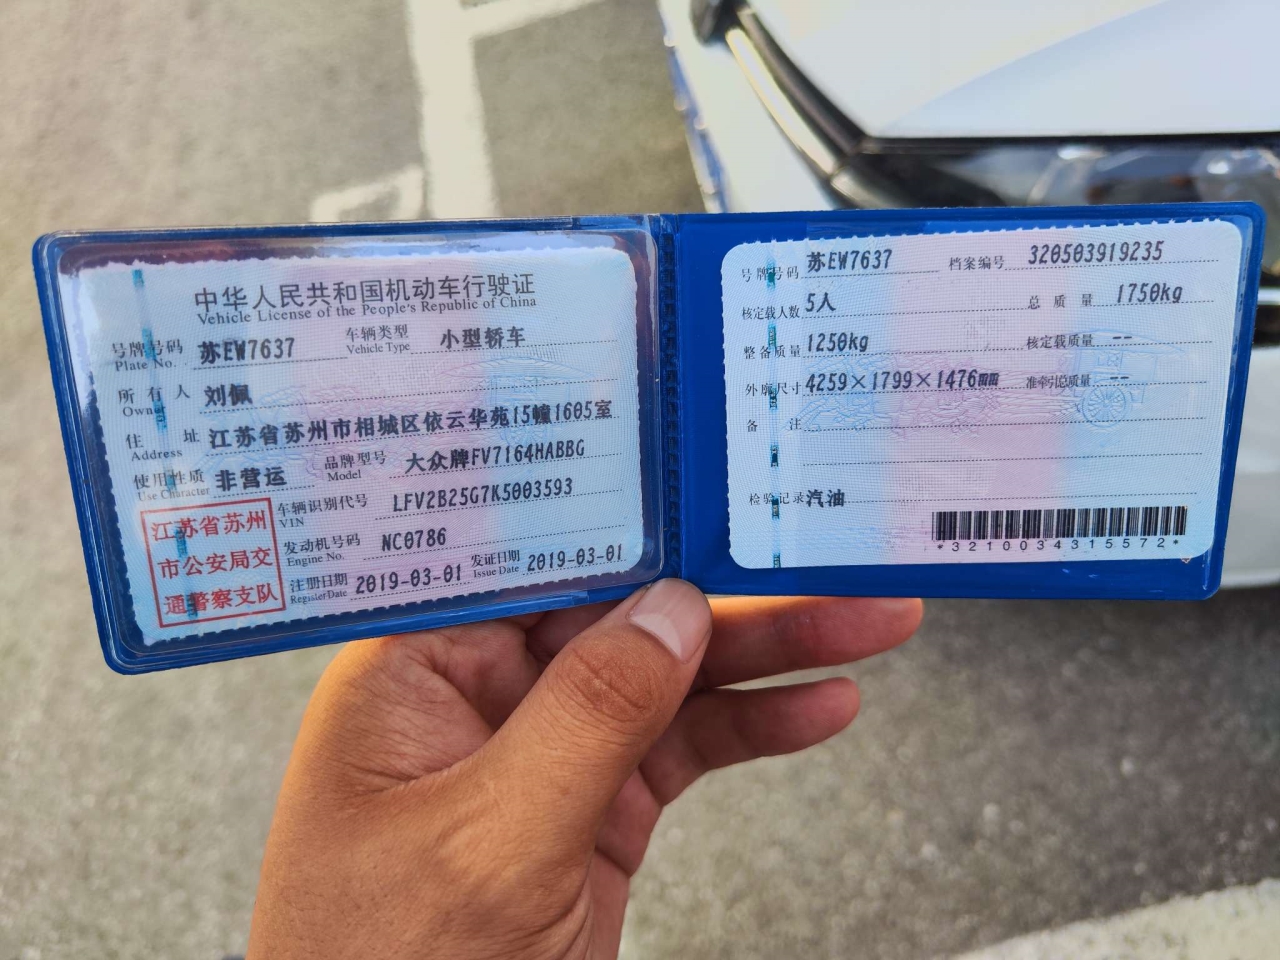 中华人民共和国机动车行驶证
Vehicle License of the People's Republic of China
号牌号码 苏EW7637 车辆类型 小型轿车
Plate No. Vehicle Type
所有人 刘佩
Owner
住址 江苏省苏州市相城区依云华苑15幢1605室
Address
使用性质 非营运 品牌型号 大众牌FV7164HABBG
Use Character Model
车辆识别代号 LFV2B25G7K5003593
VIN
发动机号码 NC0786
Engine No.
注册日期 2019-03-01 发证日期 2019-03-01
Register Date Issue Date
江苏省苏州
市公安局交
通警察支队
号牌号码 苏EW7637 档案编号 320503919235
核定载人数 5人 总质量 1750kg
整备质量 1250kg 核定载质量 --
外廓尺寸 4259×1799×1476mm 准牵引总质量 --
备注
检验记录 汽油
*3210034315572*